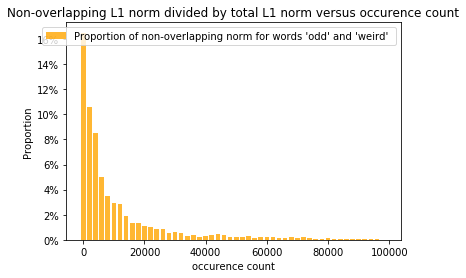 Non-overlapping L1 norm divided by total L1 norm versus occurence count
Proportion of non-overlapping norm for words 'odd' and 'weird'
16%
14%
12%
10%
8%
6%
4%
2%
0%
Proportion
0 20000 40000 60000 80000 100000
occurence count